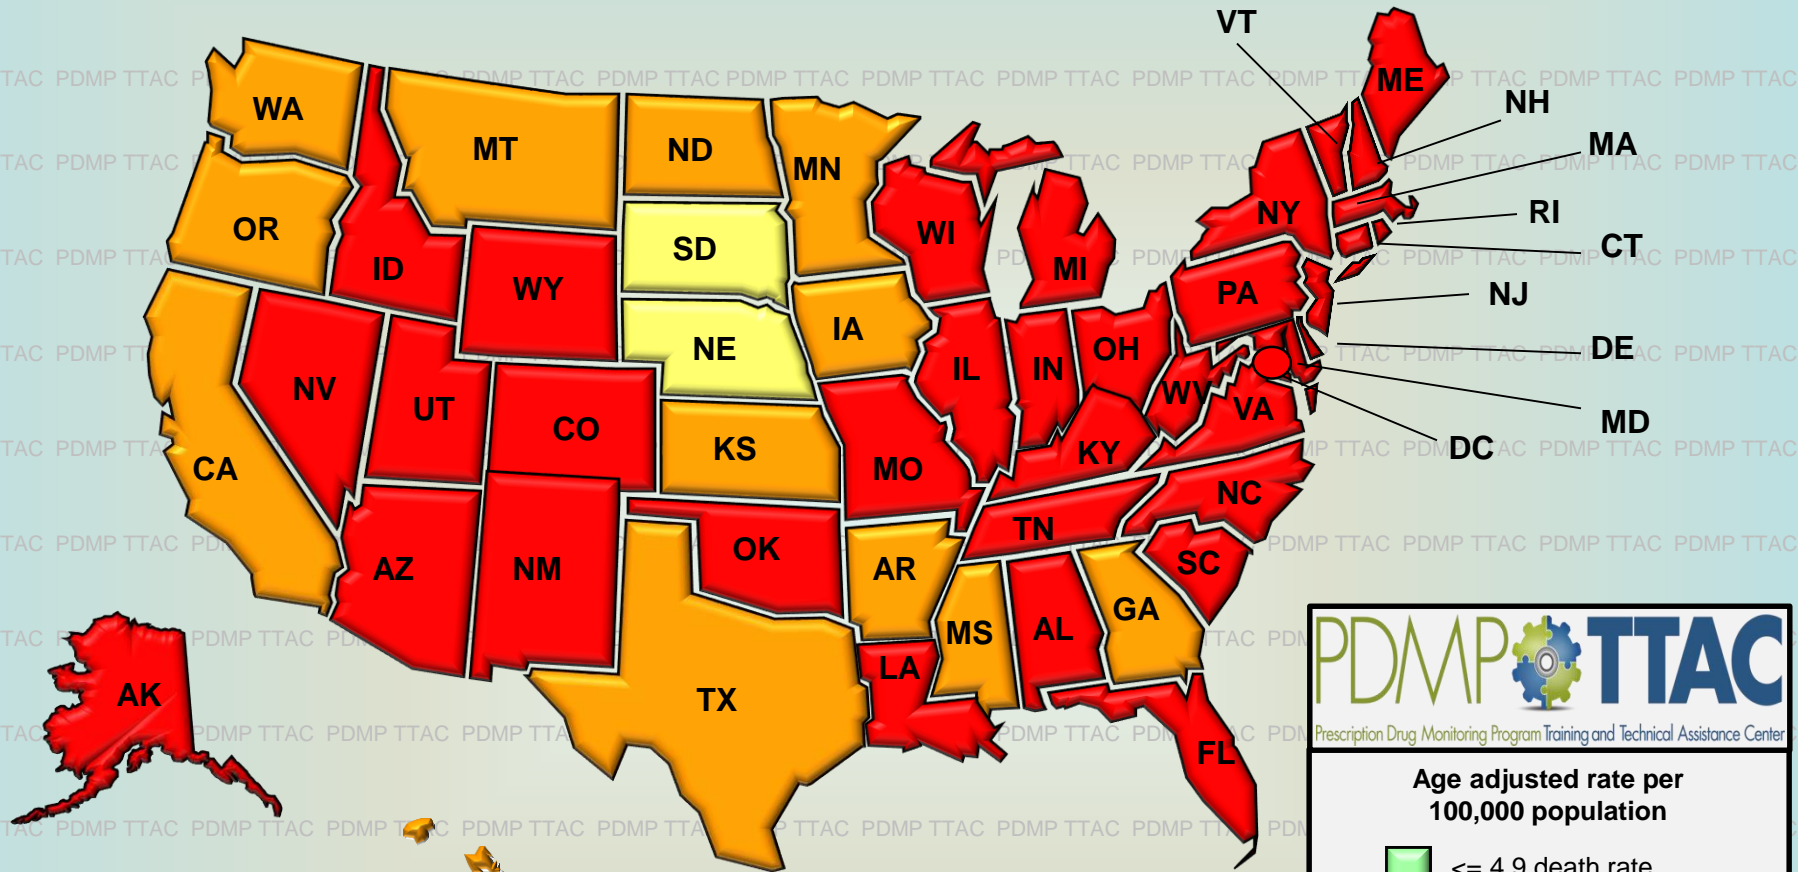 VT
ME
NH
MA
RI
CT
NJ
DE
MD
DC
WA
MT
ND
MN
OR
ID
SD
WI
MI
NY
WY
PA
IA
NE
NV
UT
CO
IL
IN
OH
WV
VA
KS
KY
CA
MO
NC
TN
AZ
NM
OK
AR
SC
MS
AL
GA
LA
TX
AK
FL
PDMP TTAC
Prescription Drug Monitoring Program Training and Technical Assistance Center
Age adjusted rate per
100,000 population
<= 4.9 death rate